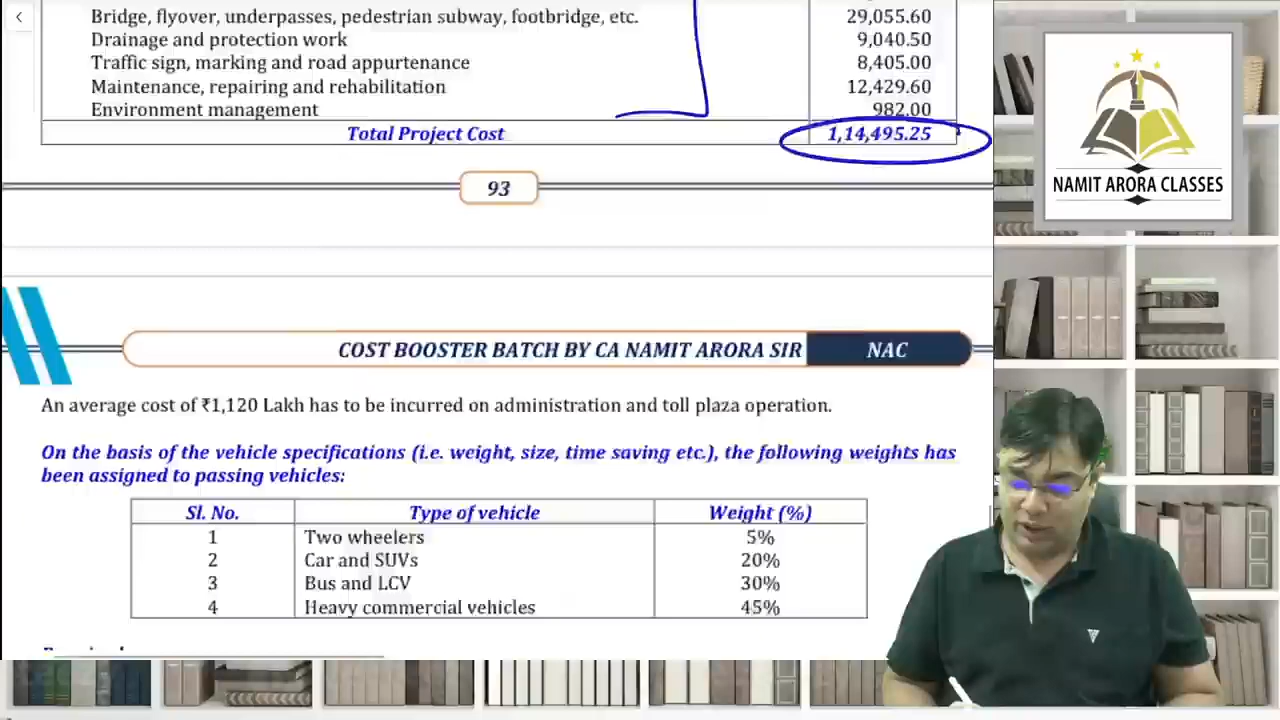 Bridge, flyover, underpasses, pedestrian subway, footbridge, etc. 29,055.60
Drainage and protection work 9,040.50
Traffic sign, marking and road appurtenance 8,405.00
Maintenance, repairing and rehabilitation 12,429.60
Environment management 982.00
Total Project Cost 1,14,495.25
93
NAMIT ARORA CLASSES
COST BOOSTER BATCH BY CA NAMIT ARORA SIR NAC
An average cost of ₹1,120 Lakh has to be incurred on administration and toll plaza operation.
On the basis of the vehicle specifications (i.e. weight, size, time saving etc.), the following weights has
been assigned to passing vehicles:
Sl. No. Type of vehicle Weight (%)
1 Two wheelers 5%
2 Car and SUVs 20%
3 Bus and LCV 30%
4 Heavy commercial vehicles 45%